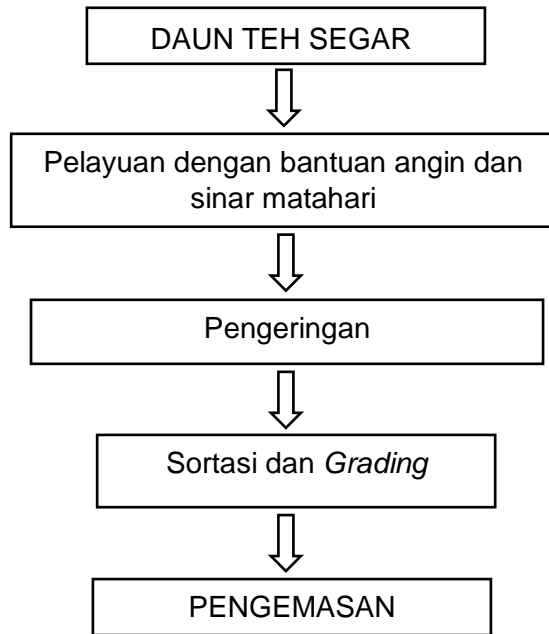 DAUN TEH SEGAR
Pelayuan dengan bantuan angin dan
sinar matahari
Pengeringan
Sortasi dan Grading
PENGEMASAN